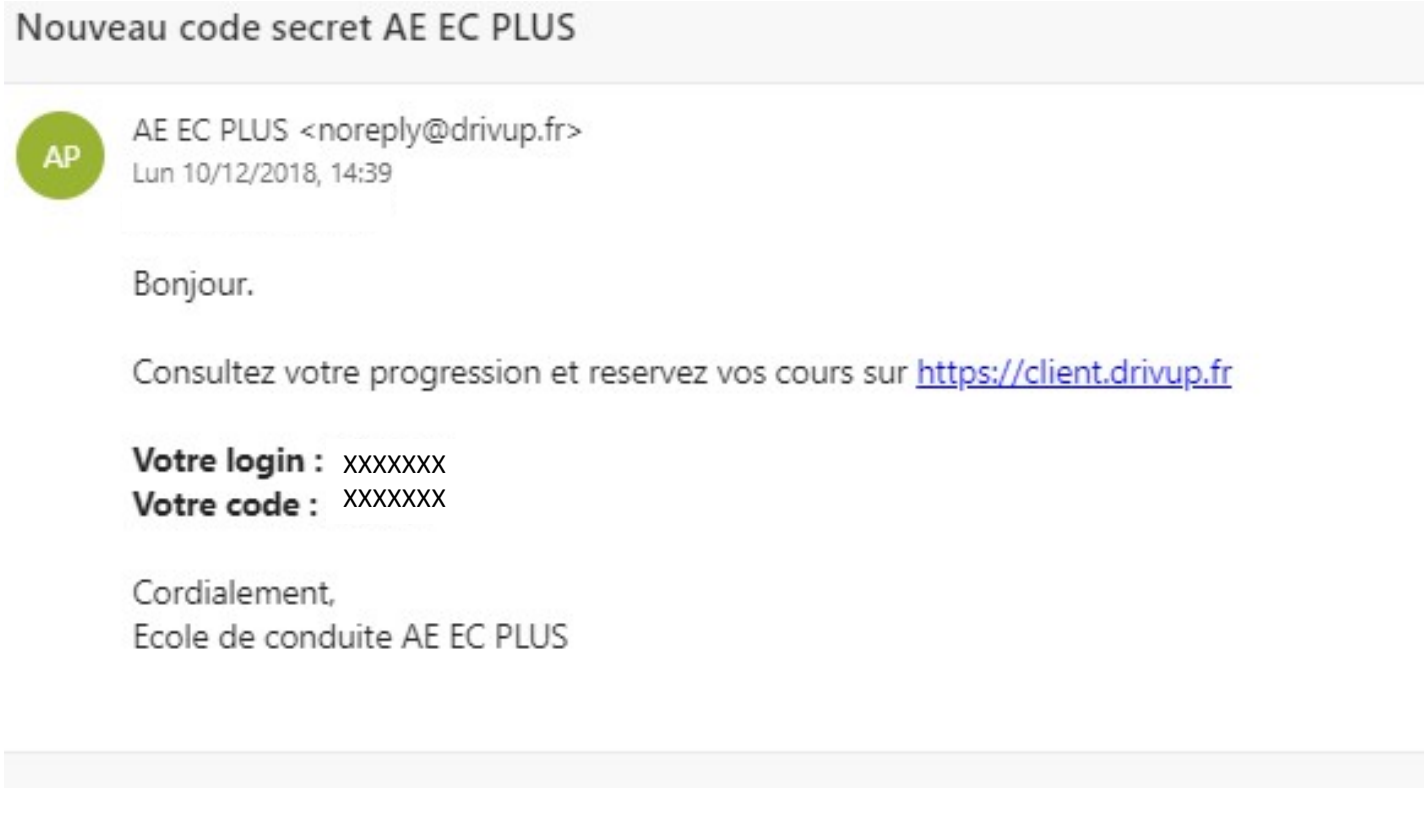 Nouveau code secret AE EC PLUS
AP
AE EC PLUS <noreply@drivup.fr>
Lun 10/12/2018, 14:39
Bonjour.
Consultez votre progression et reservez vos cours sur https://client.drivup.fr
Votre login : XXXXXXX
Votre code : XXXXXXX
Cordialement,
Ecole de conduite AE EC PLUS